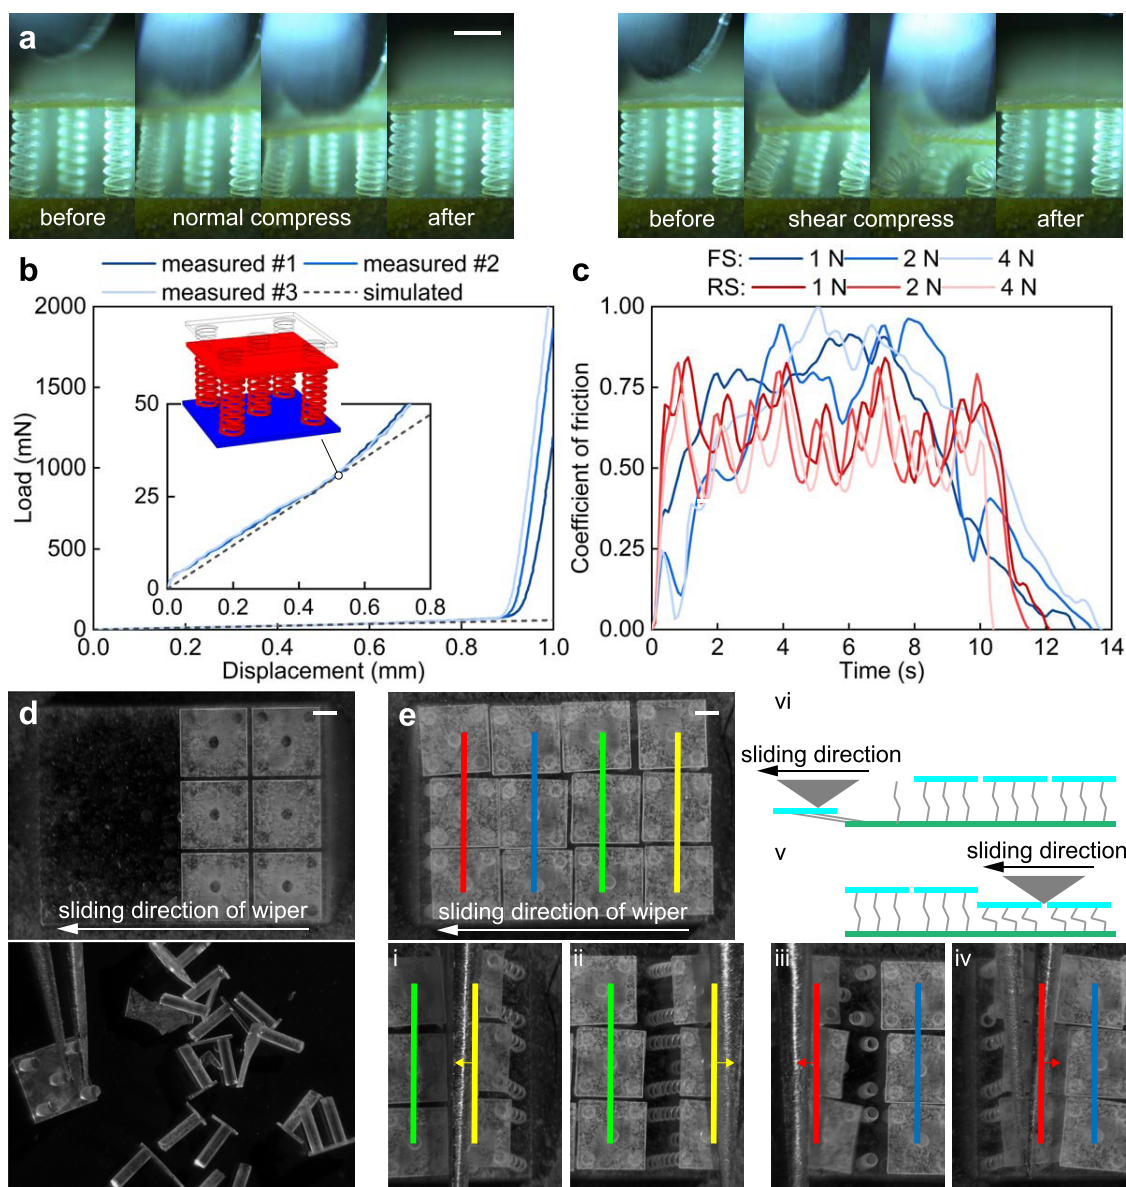 a
before
normal compress
after
before
shear compress
after
b
measured #1
measured #2
measured #3
simulated
2000
1500
1000
500
0
Load (mN)
50
25
0
0.0
0.2
0.4
0.6
0.8
0.0
0.2
0.4
0.6
0.8
1.0
Displacement (mm)
c
FS: 1 N 2 N 4 N
RS: 1 N 2 N 4 N
1.00
0.75
0.50
0.25
0.00
Coefficient of friction
0
2
4
6
8
10
12
14
Time (s)
d
sliding direction of wiper
e
sliding direction of wiper
vi
sliding direction
v
sliding direction
i
ii
iii
iv